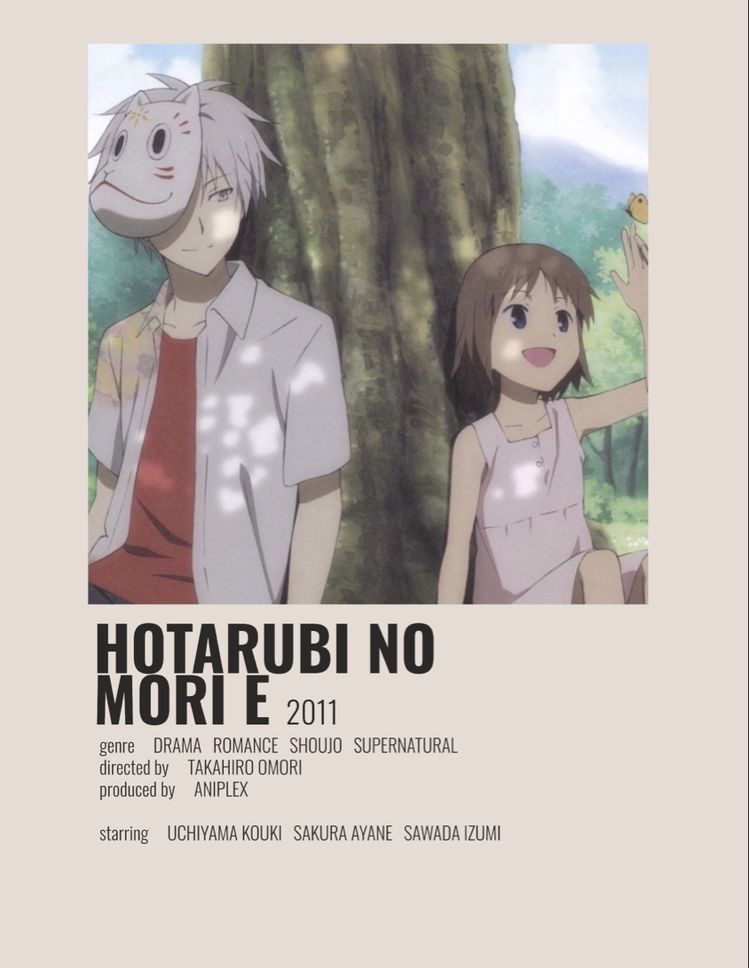 HOTARUBI NO
MORI E 2011
genre DRAMA ROMANCE SHOUJO SUPERNATURAL
directed by TAKAHIRO OMORI
produced by ANIPLEX
starring UCHIYAMA KOUKI SAKURA AYANE SAWADA IZUMI